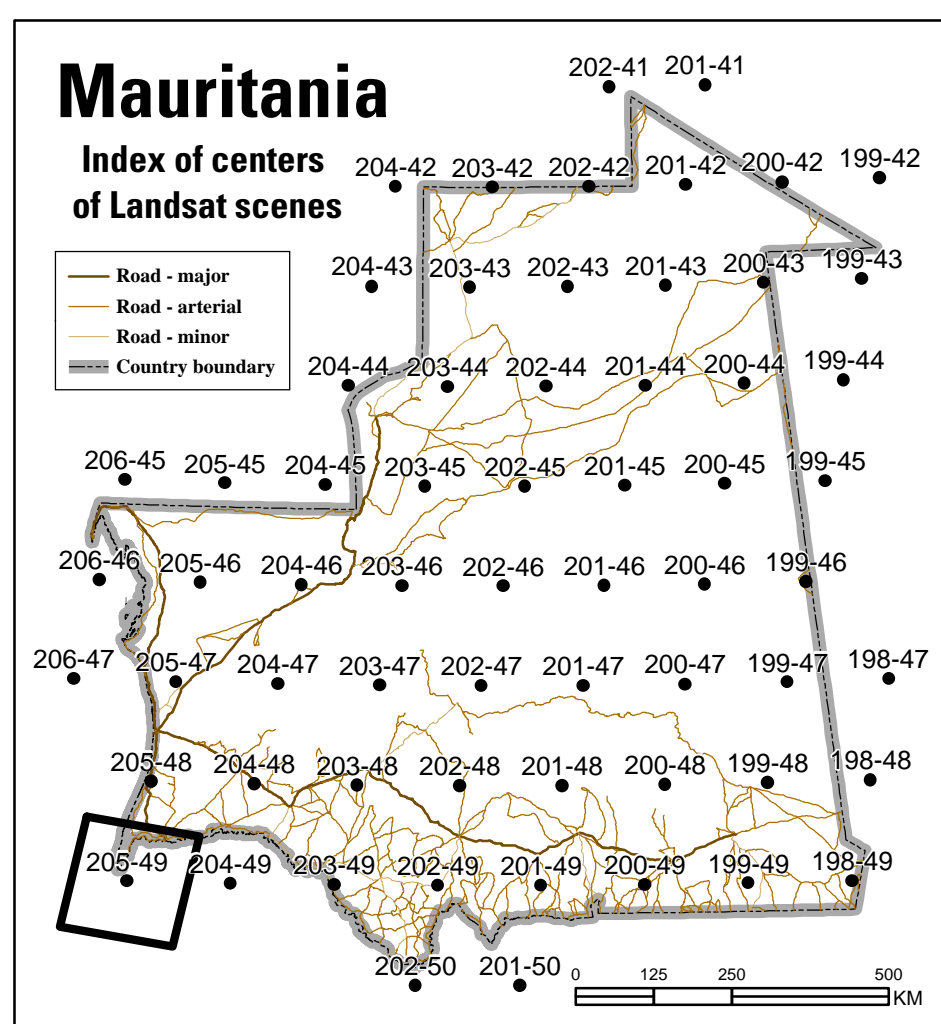 Mauritania
Index of centers
of Landsat scenes
Road - major
Road - arterial
Road - minor
Country boundary
202-41 201-41
204-42 203-42 202-42 201-42 200-42 199-42
204-43 203-43 202-43 201-43 200-43 199-43
204-44 203-44 202-44 201-44 200-44 199-44
206-45 205-45 204-45 203-45 202-45 201-45 200-45 199-45
206-46 205-46 204-46 203-46 202-46 201-46 200-46 199-46
206-47 205-47 204-47 203-47 202-47 201-47 200-47 199-47 198-47
205-48 204-48 203-48 202-48 201-48 200-48 199-48 198-48
205-49 204-49 203-49 202-49 201-49 200-49 199-49 198-49
202-50 201-50
0 125 250 500
KM